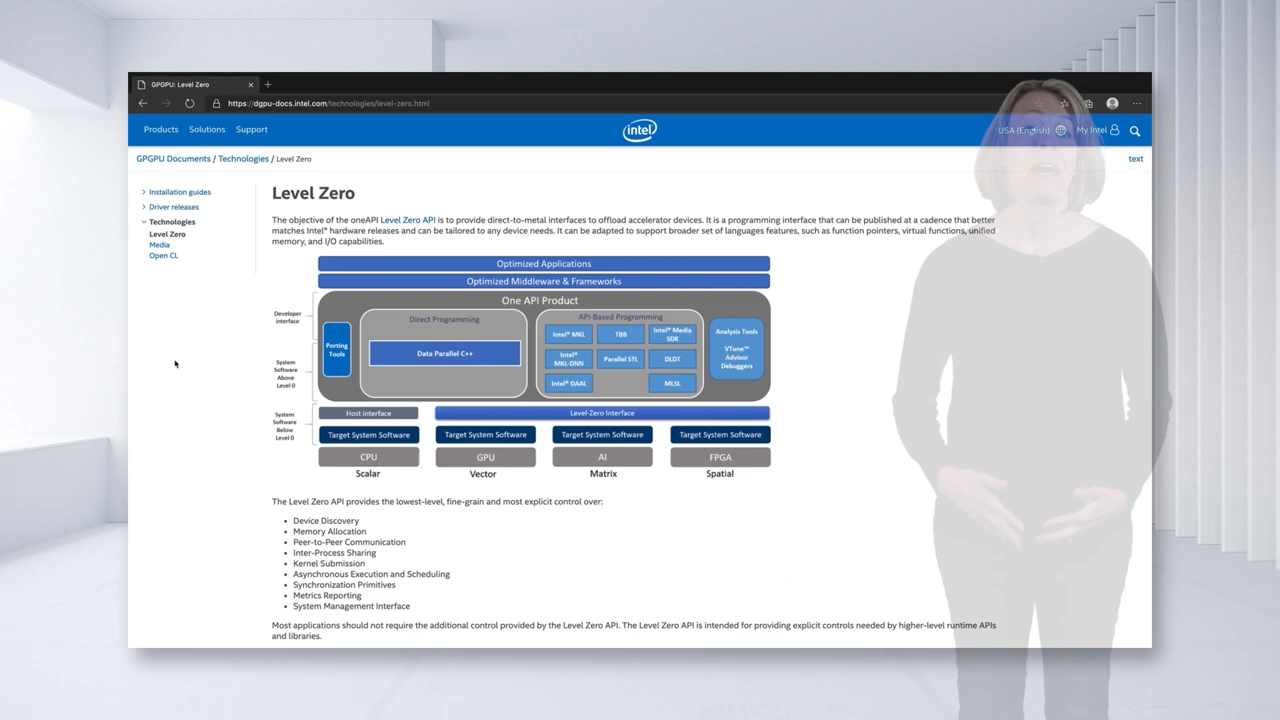 GPGPU: Level Zero
https://dgpu-docs.intel.com/technologies/level-zero.html
Products Solutions Support
intel
USA (English) My Intel
GPGPU Documents / Technologies / Level Zero
text
Installation guides
Driver releases
Technologies
Level Zero
Media
Open CL
Level Zero
The objective of the oneAPI Level Zero API is to provide direct-to-metal interfaces to offload accelerator devices. It is a programming interface that can be published at a cadence that better
matches Intel® hardware releases and can be tailored to any device needs. It can be adapted to support broader set of languages features, such as function pointers, virtual functions, unified
memory, and I/O capabilities.
Optimized Applications
Optimized Middleware & Frameworks
One API Product
Developer
interface
System
Software
Above
Level 0
System
Software
Below
Level 0
Porting
Tools
Direct Programming
Data Parallel C++
API-Based Programming
Intel® MKL
TBB
Intel® Media
SDK
Intel®
MKL-DNN
Parallel STL
DLDT
Intel® DAAL
MLSL
Analysis Tools
VTune™
Advisor
Debuggers
Host interface
Level-Zero Interface
Target System Software
Target System Software
Target System Software
Target System Software
CPU
GPU
AI
FPGA
Scalar
Vector
Matrix
Spatial
The Level Zero API provides the lowest-level, fine-grain and most explicit control over:
• Device Discovery
• Memory Allocation
• Peer-to-Peer Communication
• Inter-Process Sharing
• Kernel Submission
• Asynchronous Execution and Scheduling
• Synchronization Primitives
• Metrics Reporting
• System Management Interface
Most applications should not require the additional control provided by the Level Zero API. The Level Zero API is intended for providing explicit controls needed by higher-level runtime APIs
and libraries.